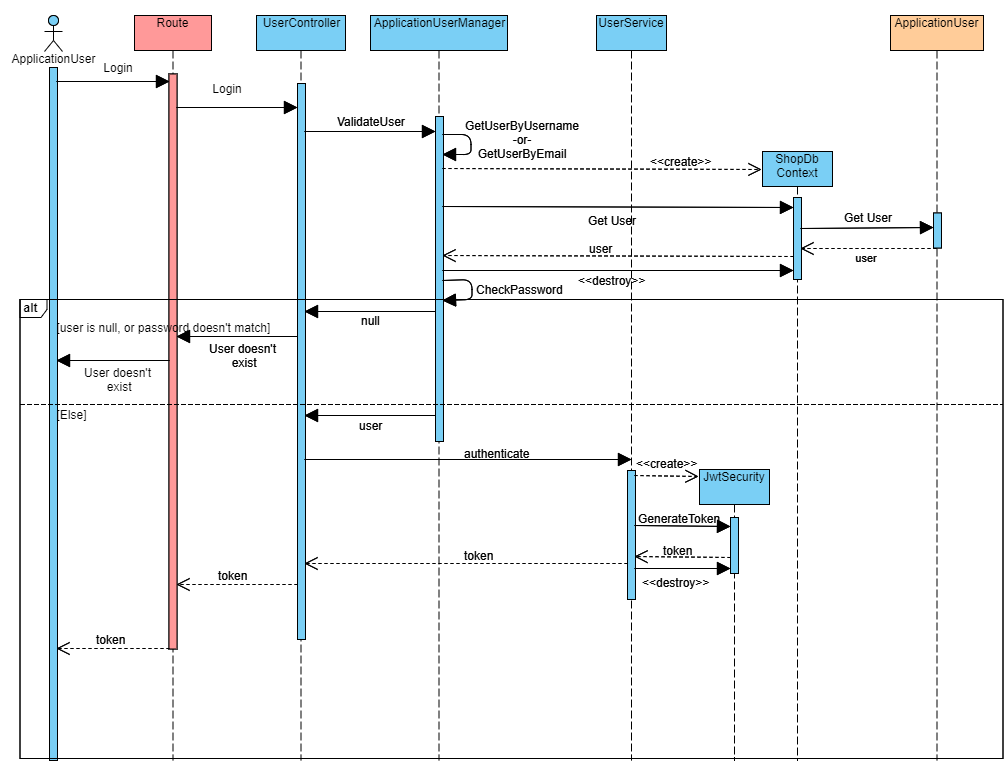 Route
UserController
ApplicationUserManager
UserService
ApplicationUser
ApplicationUser
Login
Login
ValidateUser
GetUserByUsername
-or-
GetUserByEmail
<<create>>
ShopDb
Context
Get User
Get User
user
user
<<destroy>>
CheckPassword
alt
null
[user is null, or password doesn't match]
User doesn't
exist
User doesn't
exist
[Else]
user
authenticate
<<create>>
JwtSecurity
GenerateToken
token
token
token
<<destroy>>
token